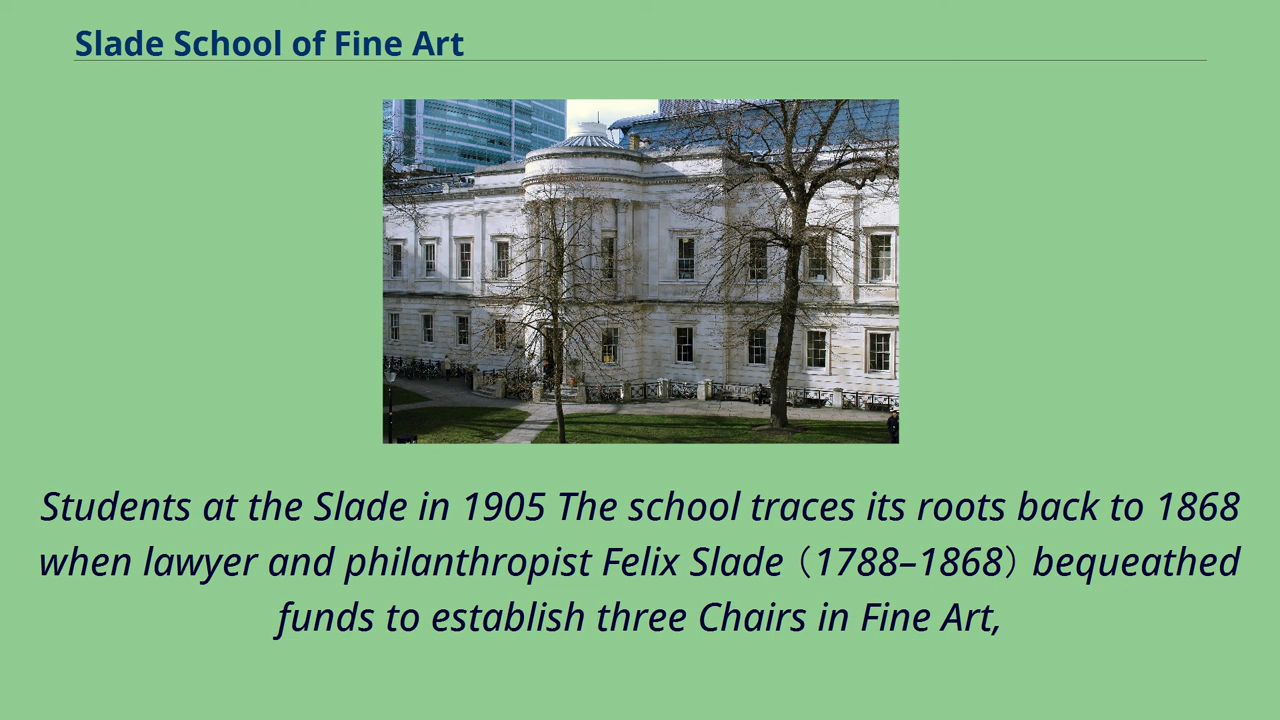 Slade School of Fine Art
Students at the Slade in 1905 The school traces its roots back to 1868
when lawyer and philanthropist Felix Slade（1788–1868）bequeathed
funds to establish three Chairs in Fine Art,